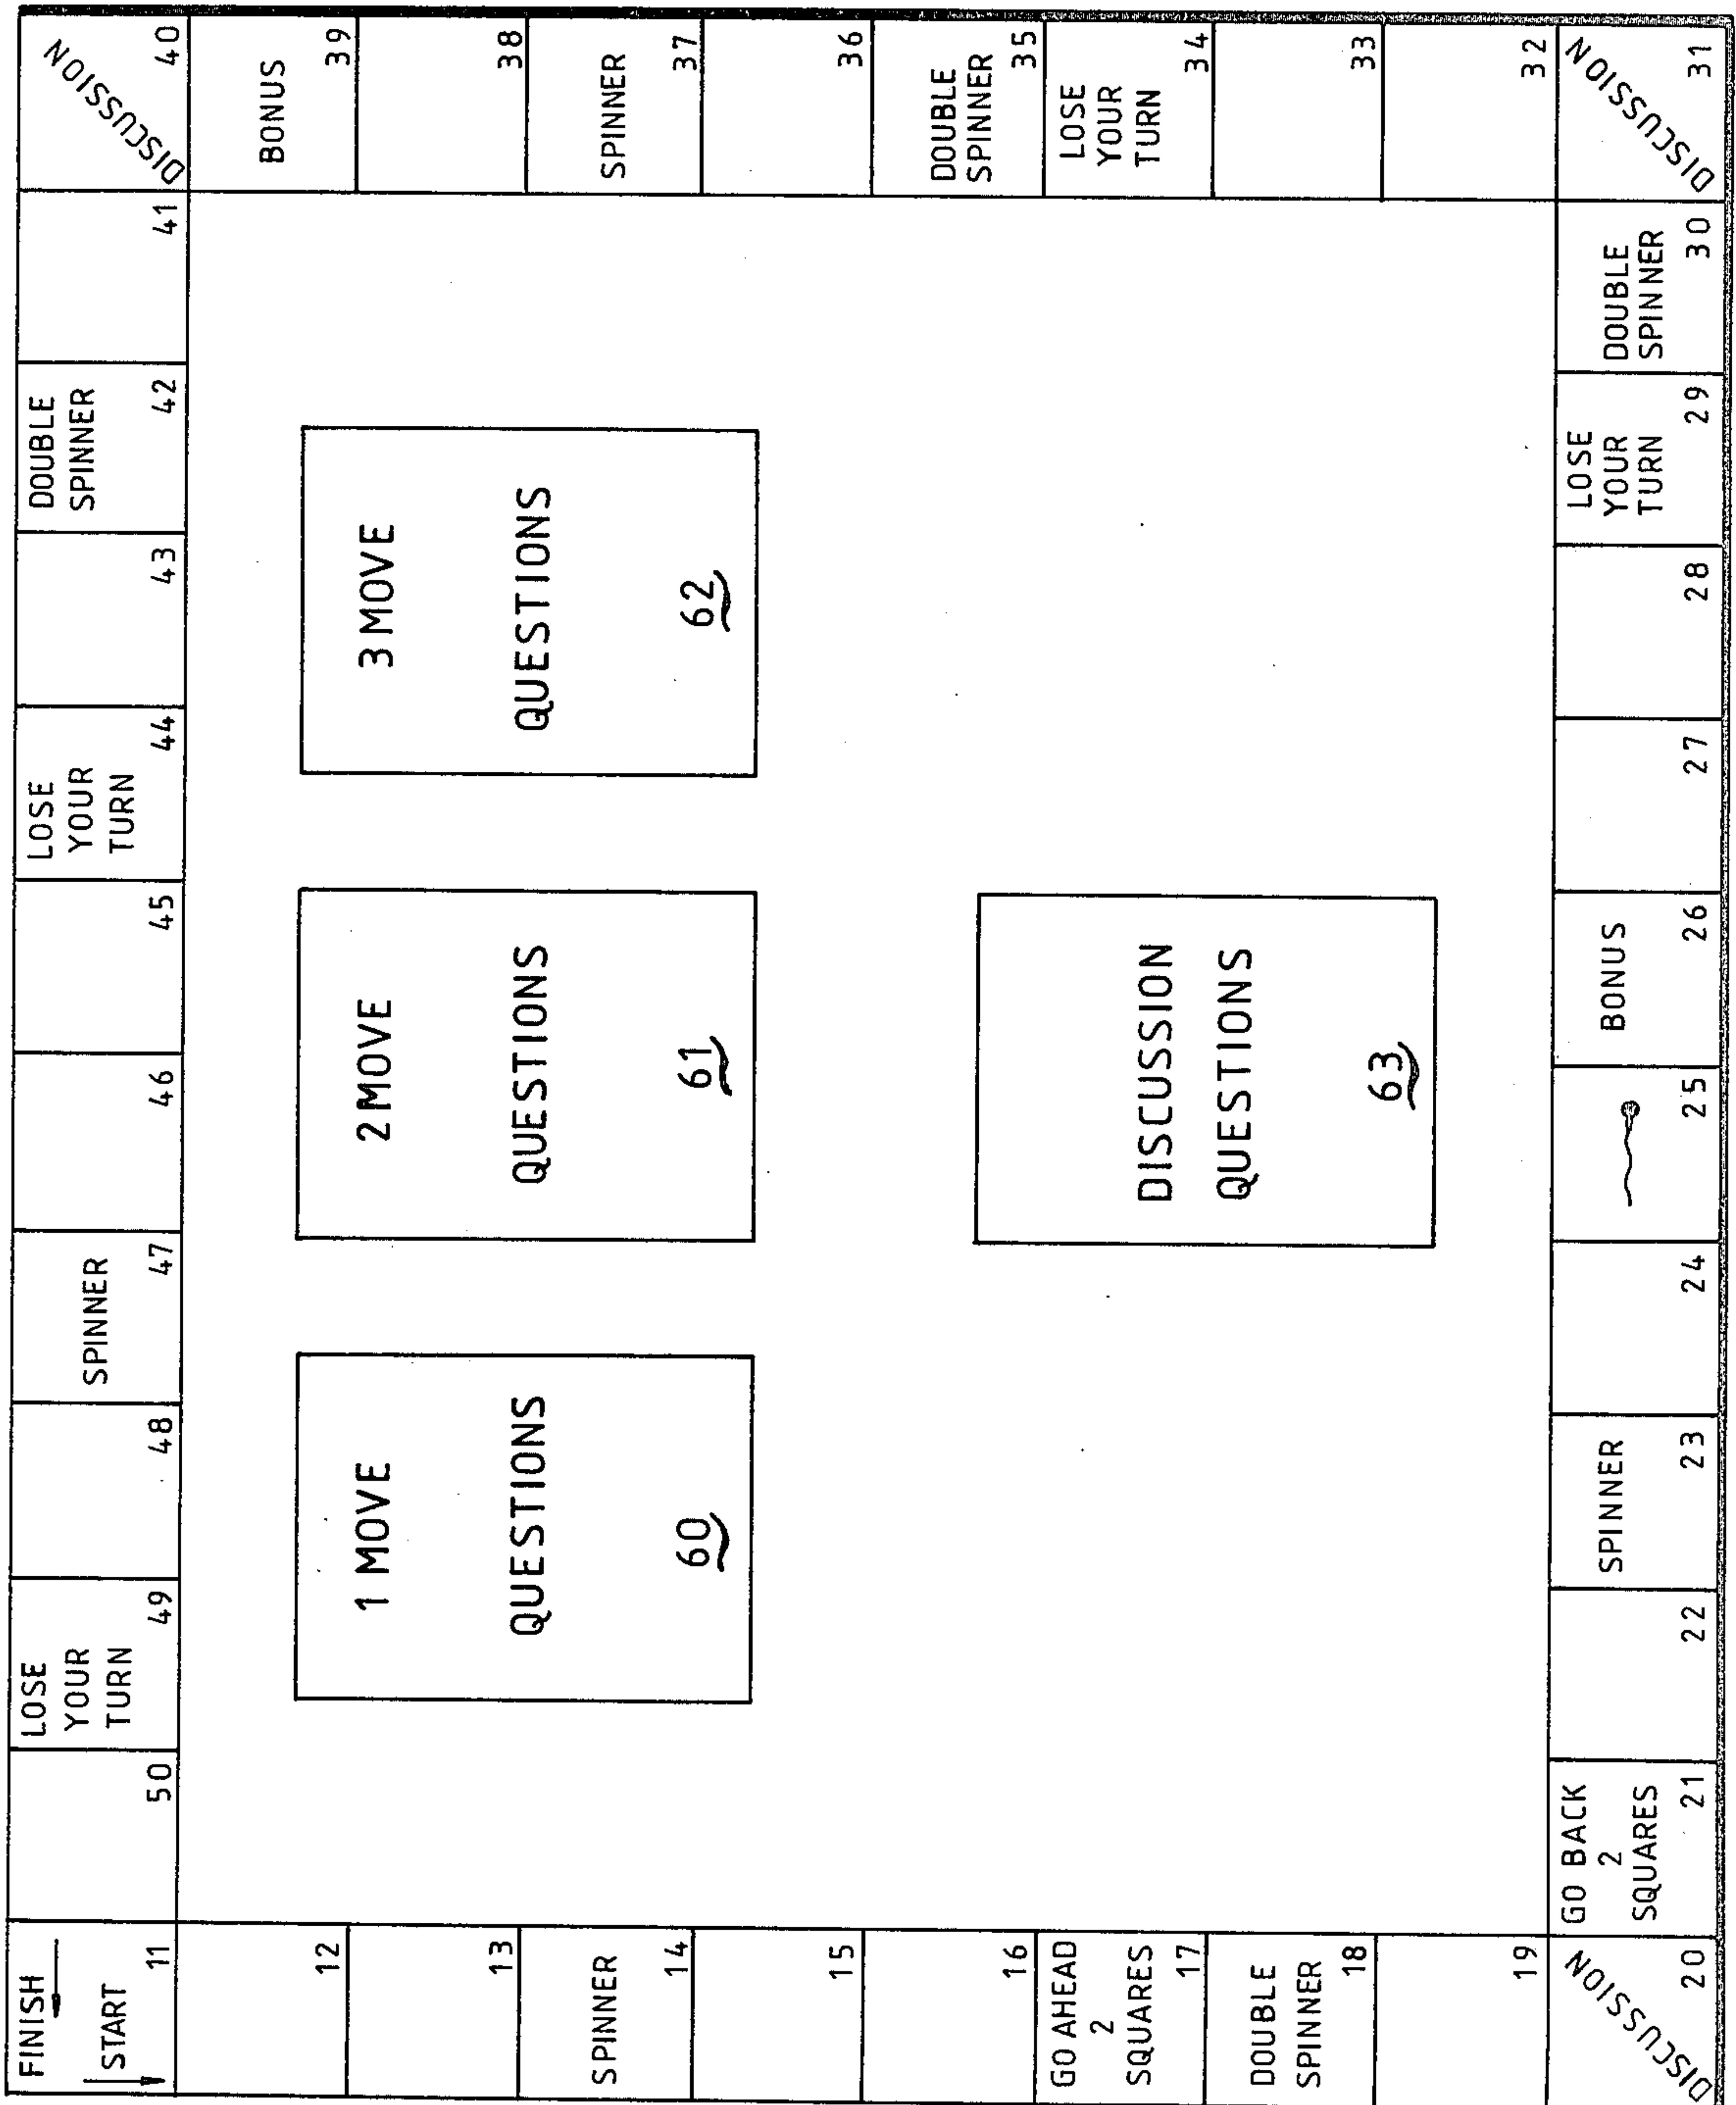 FINISH
START
11
50
LOSE
YOUR
TURN
49
48
SPINNER
47
46
45
LOSE
YOUR
TURN
44
43
DOUBLE
SPINNER
42
41
DISCUSSION
40
12
BONUS
39
13
38
SPINNER
14
SPINNER
37
15
36
16
DOUBLE
SPINNER
35
GO AHEAD
2
SQUARES
17
LOSE
YOUR
TURN
34
DOUBLE
SPINNER
18
33
19
32
1 MOVE
QUESTIONS
60
2 MOVE
QUESTIONS
61
3 MOVE
QUESTIONS
62
DISCUSSION
QUESTIONS
63
DISCUSSION
20
GO BACK
2
SQUARES
21
22
SPINNER
23
24
25
BONUS
26
27
28
LOSE
YOUR
TURN
29
DOUBLE
SPINNER
30
DISCUSSION
31